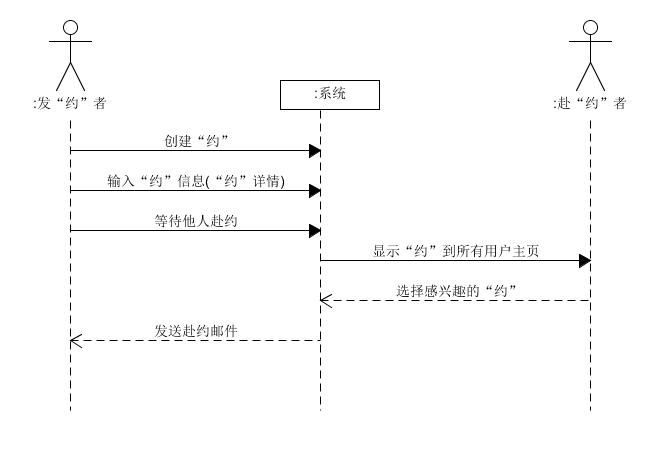 :系统
:发“约”者
:赴“约”者
创建“约”
输入“约”信息(“约”详情)
等待他人赴约
显示“约”到所有用户主页
选择感兴趣的“约”
发送赴约邮件